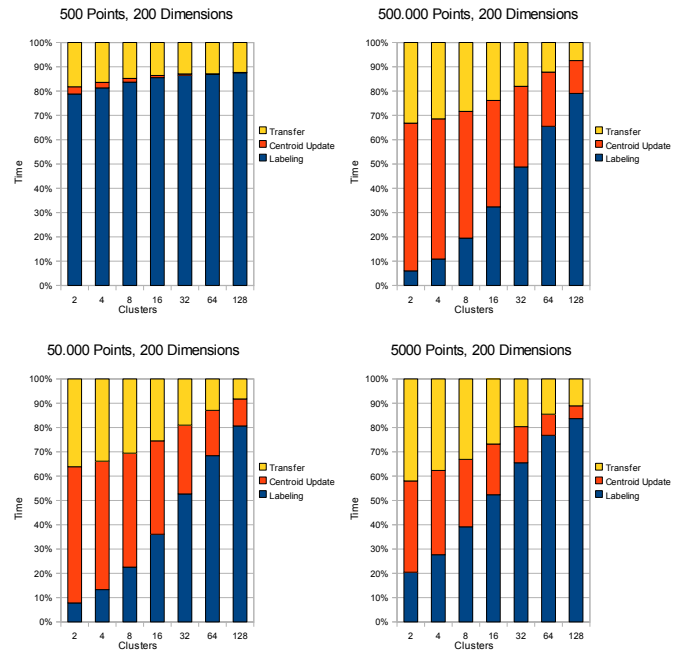 500 Points, 200 Dimensions
100%
90%
80%
70%
60%
50%
40%
30%
20%
10%
0%
Time
2 4 8 16 32 64 128
Clusters
Transfer
Centroid Update
Labeling
500.000 Points, 200 Dimensions
100%
90%
80%
70%
60%
50%
40%
30%
20%
10%
0%
Time
2 4 8 16 32 64 128
Clusters
Transfer
Centroid Update
Labeling
50.000 Points, 200 Dimensions
100%
90%
80%
70%
60%
50%
40%
30%
20%
10%
0%
Time
2 4 8 16 32 64 128
Clusters
Transfer
Centroid Update
Labeling
5000 Points, 200 Dimensions
100%
90%
80%
70%
60%
50%
40%
30%
20%
10%
0%
Time
2 4 8 16 32 64 128
Clusters
Transfer
Centroid Update
Labeling